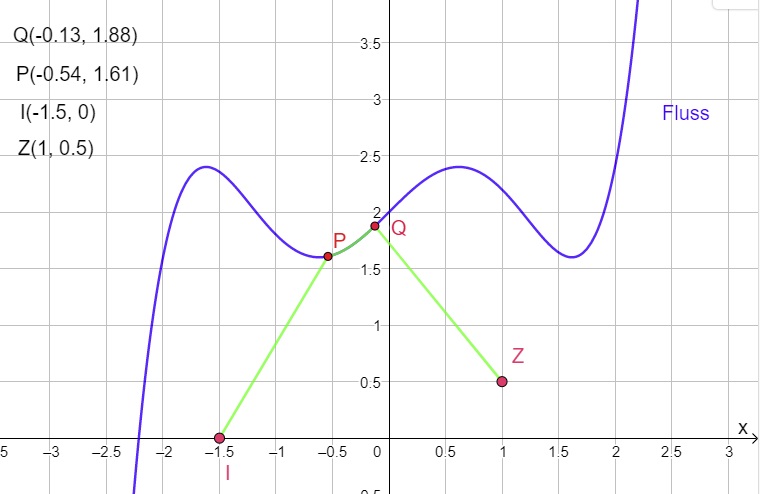 Q(-0.13, 1.88)
P(-0.54, 1.61)
I(-1.5, 0)
Z(1, 0.5)
3.5
3
Fluss
2.5
2
Q
P
1.5
1
Z
0.5
x
5 –3 –2.5 –2 –1.5 –1 –0.5 0 0.5 1 1.5 2 2.5 3
I